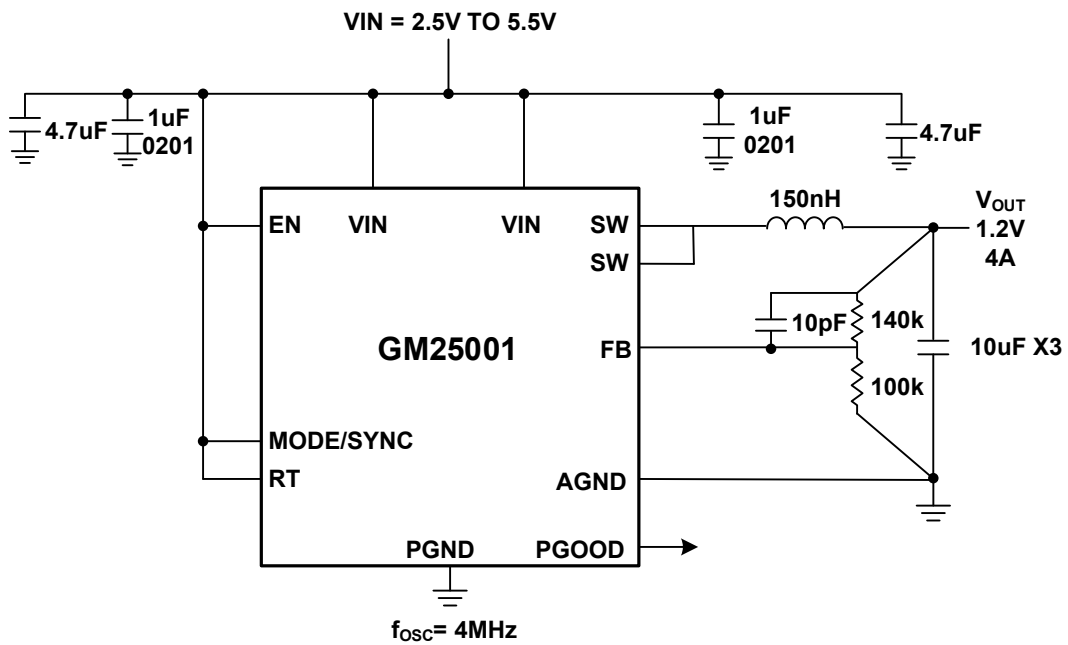 VIN = 2.5V TO 5.5V
4.7uF
1uF
0201
1uF
0201
4.7uF
EN
VIN
VIN
SW
SW
150nH
VOUT
1.2V
4A
10pF
140k
GM25001
FB
10uF X3
100k
MODE/SYNC
RT
AGND
PGND
PGOOD
fOSC= 4MHz